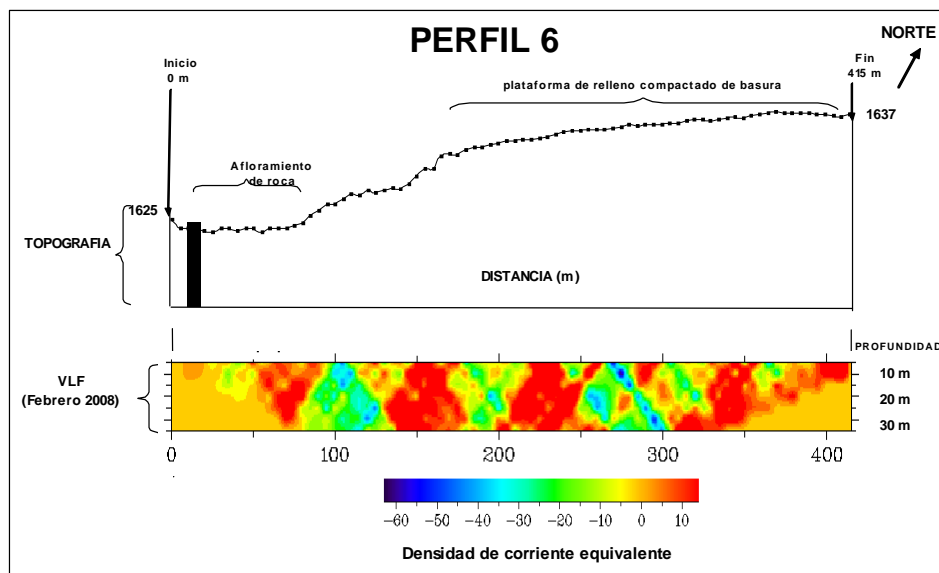 PERFIL 6
NORTE
Inicio
0 m
Fin
415 m
plataforma de relleno compactado de basura
1637
Afloramiento
de roca
1625
TOPOGRAFIA
DISTANCIA (m)
PROFUNDIDAD
VLF
(Febrero 2008)
10 m
20 m
30 m
0 100 200 300 400
−60 −50 −40 −30 −20 −10 0 10
Densidad de corriente equivalente